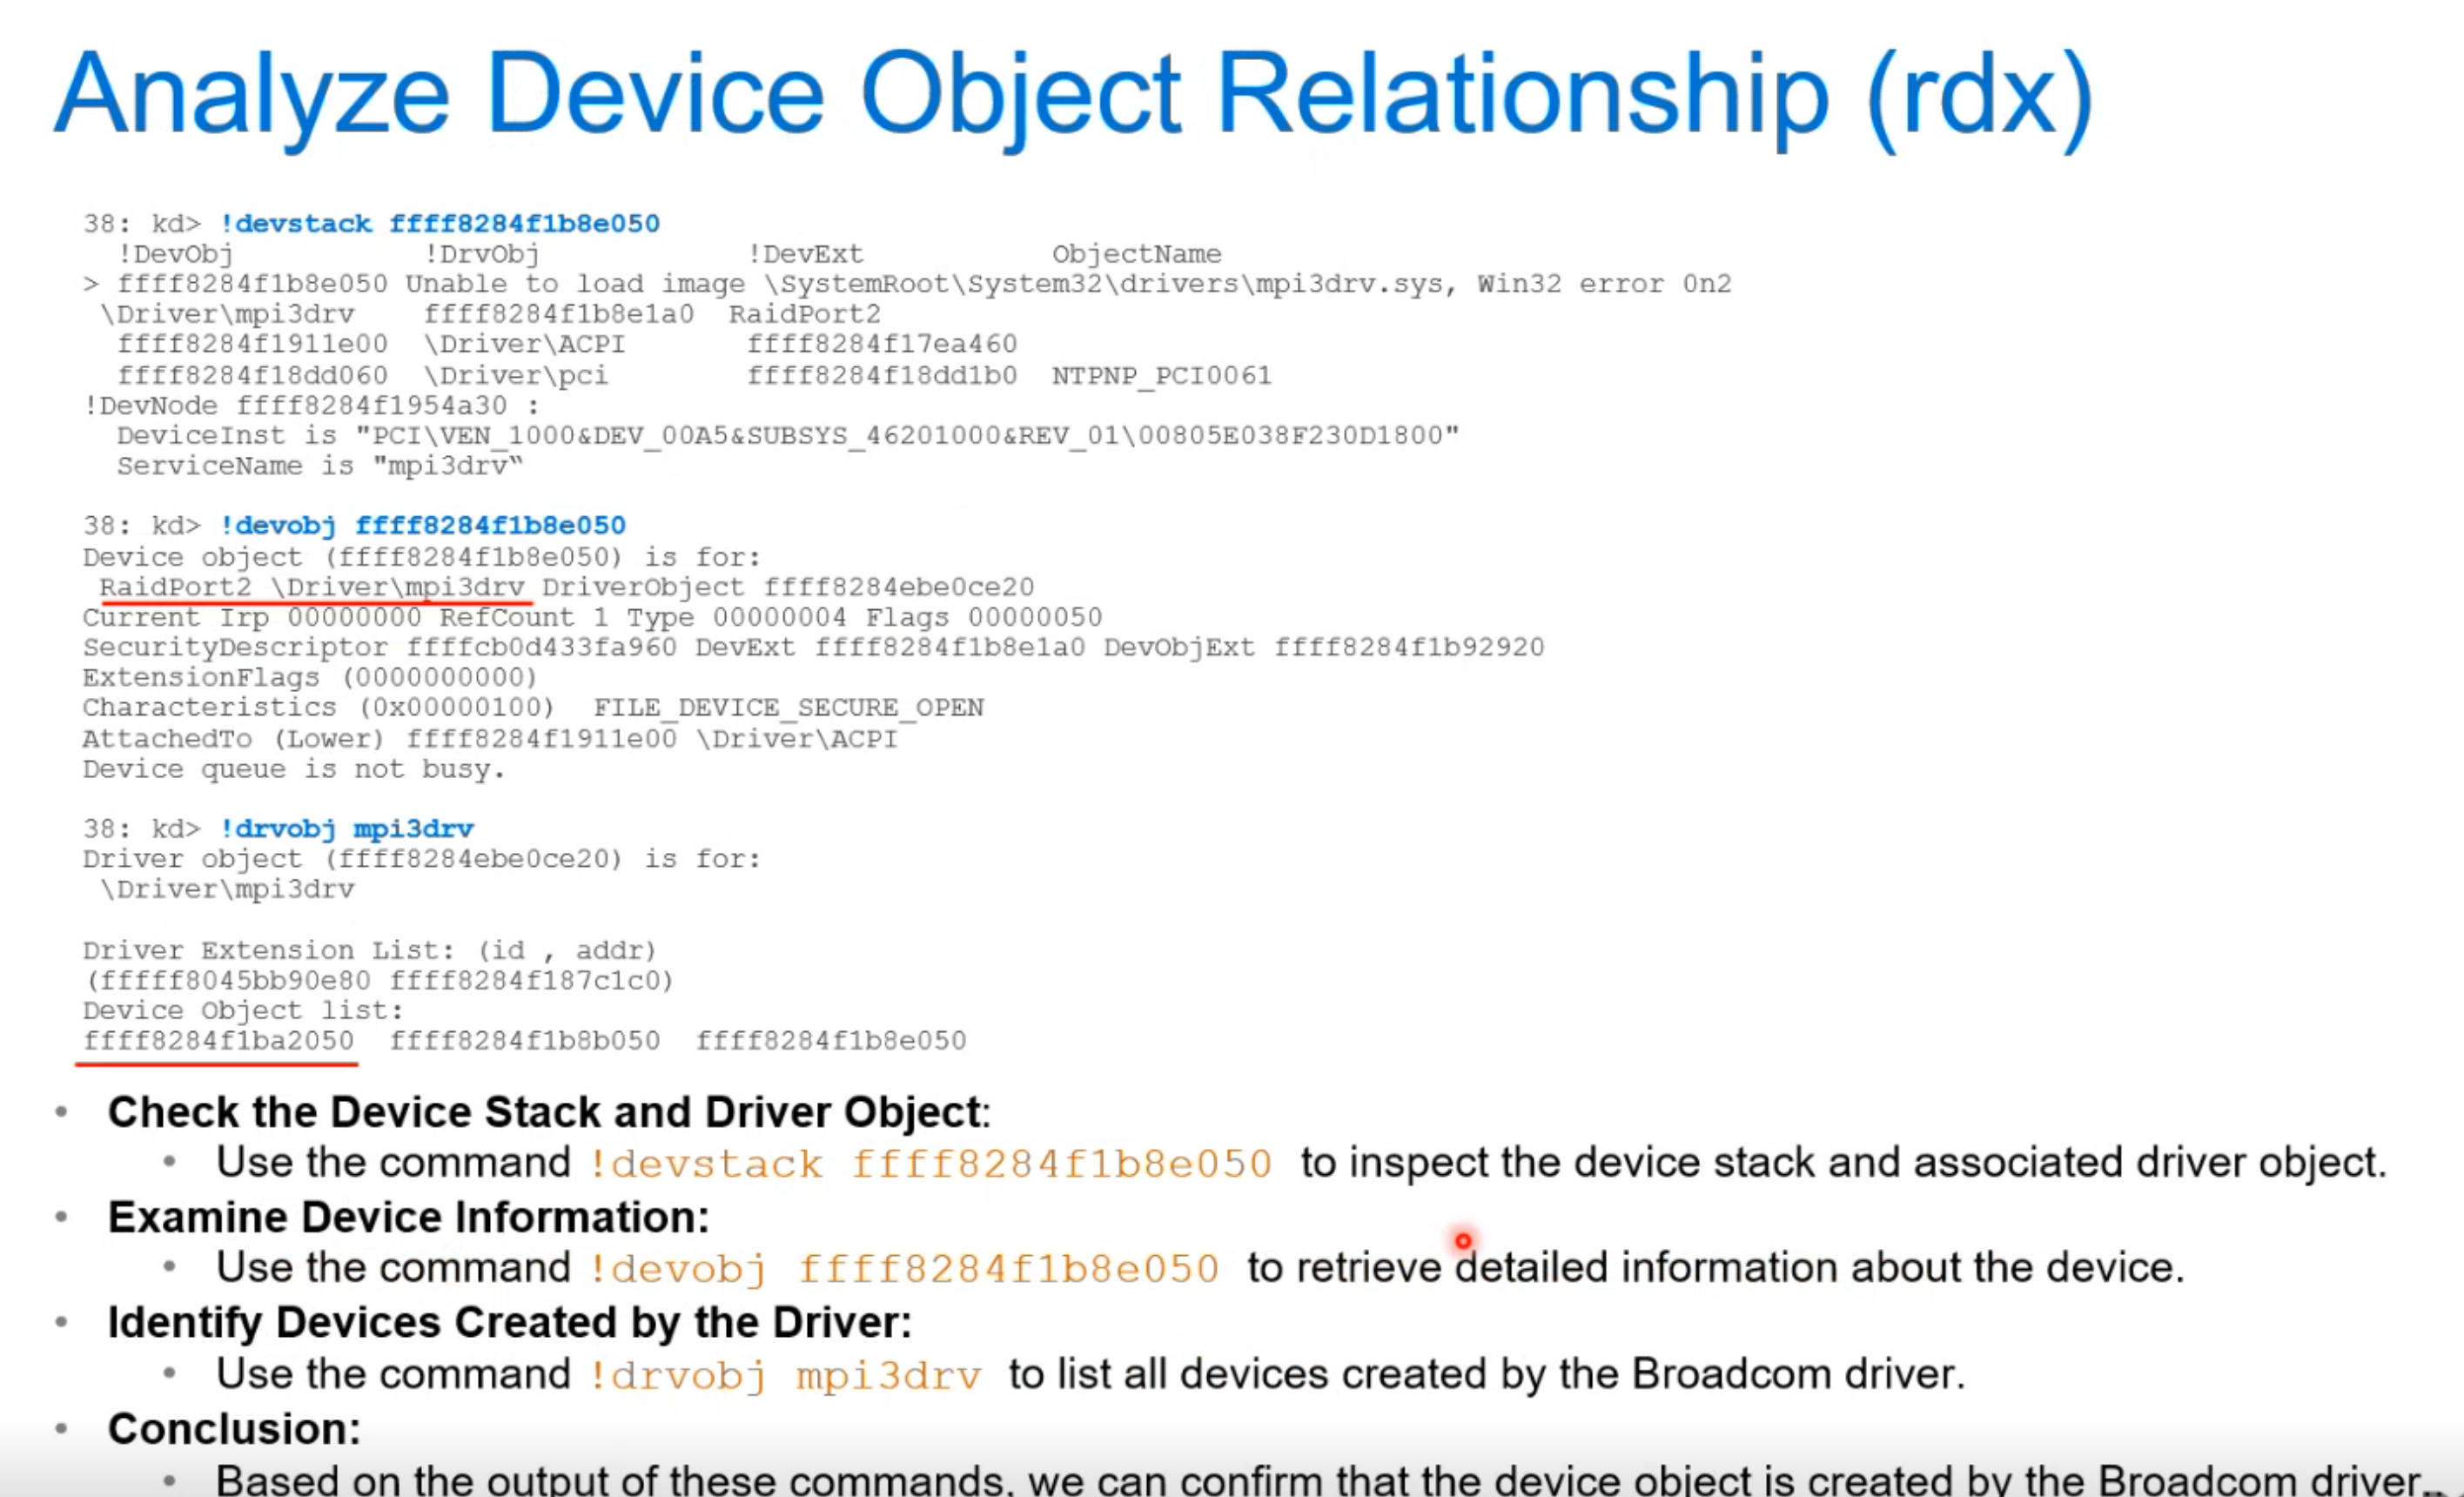 Analyze Device Object Relationship (rdx)
38: kd> !devstack ffff8284f1b8e050
!DevObj !DrvObj !DevExt ObjectName
> ffff8284f1b8e050 Unable to load image \SystemRoot\System32\drivers\mpi3drv.sys, Win32 error 0n2
\Driver\mpi3drv ffff8284f1b8e1a0 RaidPort2
ffff8284f1911e00 \Driver\ACPI ffff8284f17ea460
ffff8284f18dd060 \Driver\pci ffff8284f18dd1b0 NTPNP_PCI0061
!DevNode ffff8284f1954a30 :
DeviceInst is "PCI\VEN_1000&DEV_00A5&SUBSYS_46201000&REV_01\00805E038F230D1800"
ServiceName is "mpi3drv“
38: kd> !devobj ffff8284f1b8e050
Device object (ffff8284f1b8e050) is for:
RaidPort2 \Driver\mpi3drv DriverObject ffff8284ebe0ce20
Current Irp 00000000 RefCount 1 Type 00000004 Flags 00000050
SecurityDescriptor ffffcb0d433fa960 DevExt ffff8284f1b8e1a0 DevObjExt ffff8284f1b92920
ExtensionFlags (0000000000)
Characteristics (0x00000100) FILE_DEVICE_SECURE_OPEN
AttachedTo (Lower) ffff8284f1911e00 \Driver\ACPI
Device queue is not busy.
38: kd> !drvobj mpi3drv
Driver object (ffff8284ebe0ce20) is for:
\Driver\mpi3drv
Driver Extension List: (id , addr)
(fffff8045bb90e80 ffff8284f187c1c0)
Device Object list:
ffff8284f1ba2050 ffff8284f1b8b050 ffff8284f1b8e050
• Check the Device Stack and Driver Object:
• Use the command !devstack ffff8284f1b8e050 to inspect the device stack and associated driver object.
• Examine Device Information:
• Use the command !devobj ffff8284f1b8e050 to retrieve detailed information about the device.
• Identify Devices Created by the Driver:
• Use the command !drvobj mpi3drv to list all devices created by the Broadcom driver.
• Conclusion:
• Based on the output of these commands, we can confirm that the device object is created by the Broadcom driver.